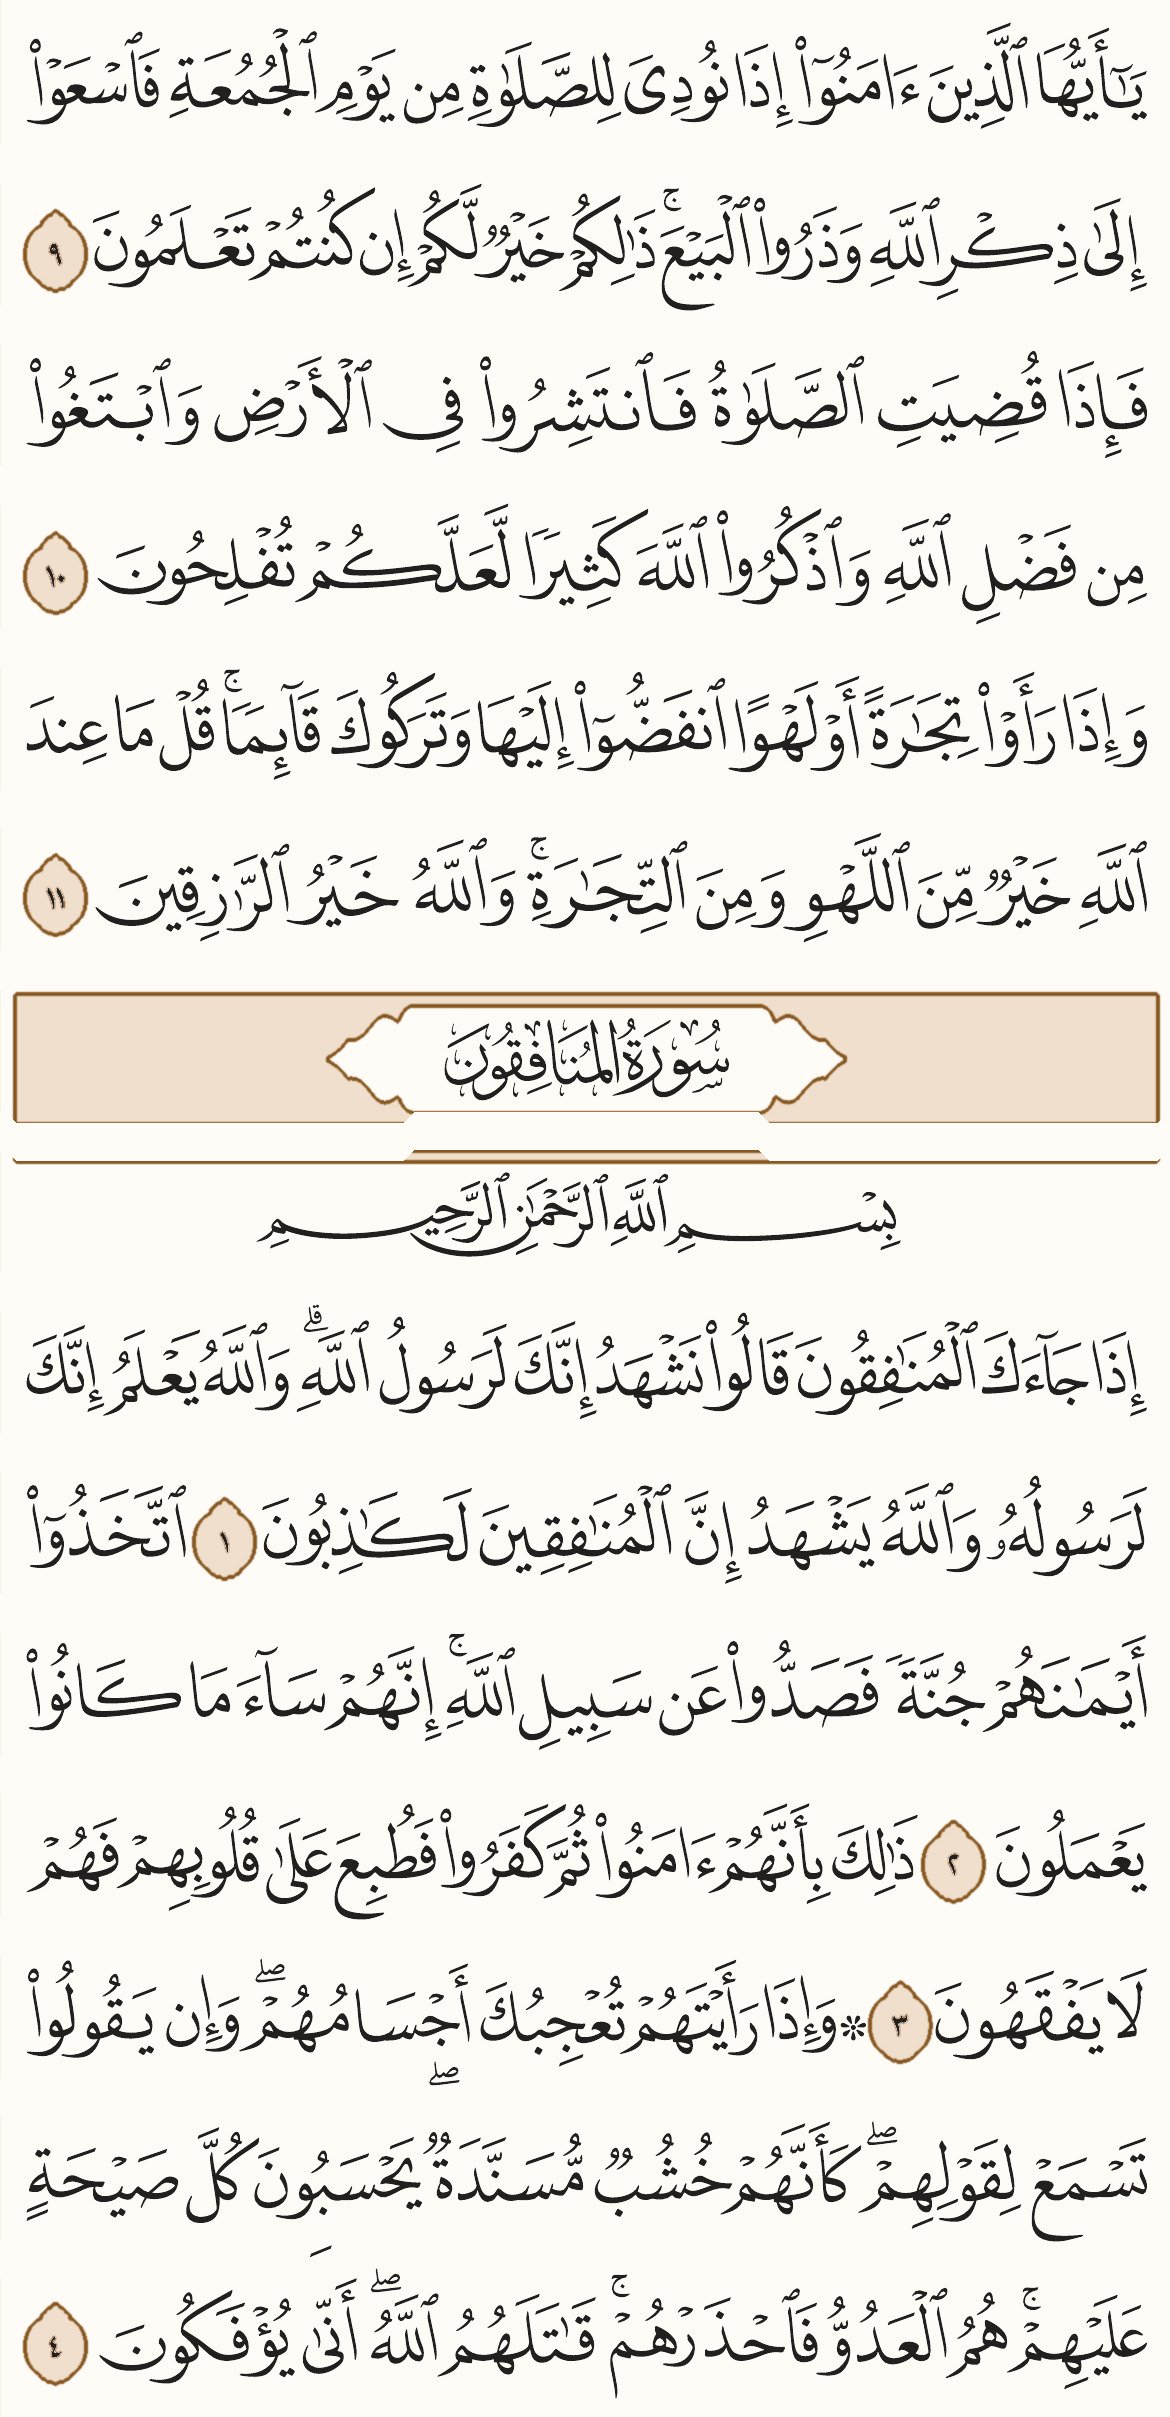 يَـٰٓأَيُّهَا ٱلَّذِينَ ءَامَنُوٓا۟ إِذَا نُودِىَ لِلصَّلَوٰةِ مِن يَوْمِ ٱلْجُمُعَةِ فَٱسْعَوْا۟
إِلَىٰ ذِكْرِ ٱللَّهِ وَذَرُوا۟ ٱلْبَيْعَ ۚ ذَٰلِكُمْ خَيْرٌ لَّكُمْ إِن كُنتُمْ تَعْلَمُونَ ٩
فَإِذَا قُضِيَتِ ٱلصَّلَوٰةُ فَٱنتَشِرُوا۟ فِى ٱلْأَرْضِ وَٱبْتَغُوا۟
مِن فَضْلِ ٱللَّهِ وَٱذْكُرُوا۟ ٱللَّهَ كَثِيرًا لَّعَلَّكُمْ تُفْلِحُونَ ١٠
وَإِذَا رَأَوْا۟ تِجَـٰرَةً أَوْ لَهْوًا ٱنفَضُّوٓا۟ إِلَيْهَا وَتَرَكُوكَ قَآئِمًا ۚ قُلْ مَا عِندَ
ٱللَّهِ خَيْرٌ مِّنَ ٱللَّهْوِ وَمِنَ ٱلتِّجَـٰرَةِ ۚ وَٱللَّهُ خَيْرُ ٱلرَّٰزِقِينَ ١١
سُورَةُ المُنَافِقُونَ
بِسْمِ ٱللَّهِ ٱلرَّحْمَـٰنِ ٱلرَّحِيمِ
إِذَا جَآءَكَ ٱلْمُنَـٰفِقُونَ قَالُوا۟ نَشْهَدُ إِنَّكَ لَرَسُولُ ٱللَّهِ ۗ وَٱللَّهُ يَعْلَمُ إِنَّكَ
لَرَسُولُهُۥ وَٱللَّهُ يَشْهَدُ إِنَّ ٱلْمُنَـٰفِقِينَ لَكَـٰذِبُونَ ١ ٱتَّخَذُوٓا۟
أَيْمَـٰنَهُمْ جُنَّةً فَصَدُّوا۟ عَن سَبِيلِ ٱللَّهِ ۚ إِنَّهُمْ سَآءَ مَا كَانُوا۟
يَعْمَلُونَ ٢ ذَٰلِكَ بِأَنَّهُمْ ءَامَنُوا۟ ثُمَّ كَفَرُوا۟ فَطُبِعَ عَلَىٰ قُلُوبِهِمْ فَهُمْ
لَا يَفْقَهُونَ ٣ ۞ وَإِذَا رَأَيْتَهُمْ تُعْجِبُكَ أَجْسَامُهُمْ ۖ وَإِن يَقُولُوا۟
تَسْمَعْ لِقَوْلِهِمْ ۖ كَأَنَّهُمْ خُشُبٌ مُّسَنَّدَةٌ ۖ يَحْسَبُونَ كُلَّ صَيْحَةٍ
عَلَيْهِمْ ۚ هُمُ ٱلْعَدُوُّ فَٱحْذَرْهُمْ ۚ قَـٰتَلَهُمُ ٱللَّهُ ۖ أَنَّىٰ يُؤْفَكُونَ ٤